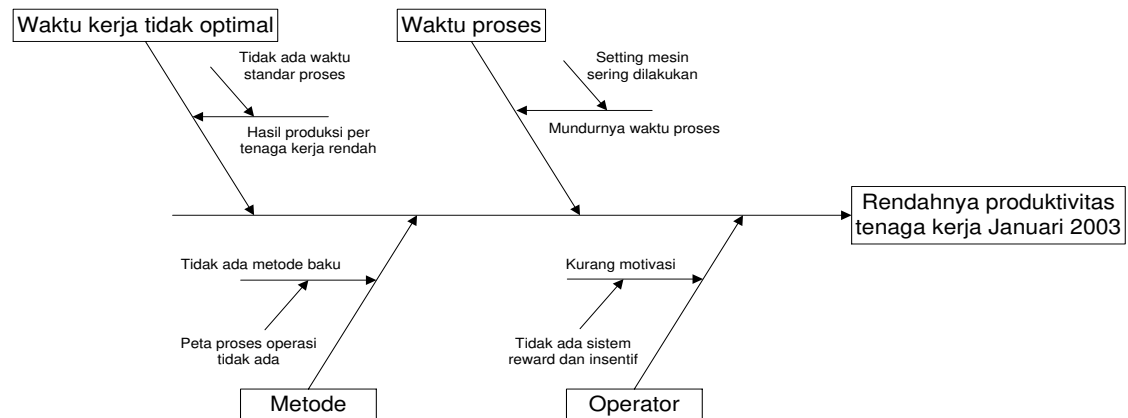 Waktu kerja tidak optimal
Waktu proses
Tidak ada waktu
standar proses
Setting mesin
sering dilakukan
Hasil produksi per
tenaga kerja rendah
Mundurnya waktu proses
Rendahnya produktivitas
tenaga kerja Januari 2003
Tidak ada metode baku
Kurang motivasi
Peta proses operasi
tidak ada
Tidak ada sistem
reward dan insentif
Metode
Operator